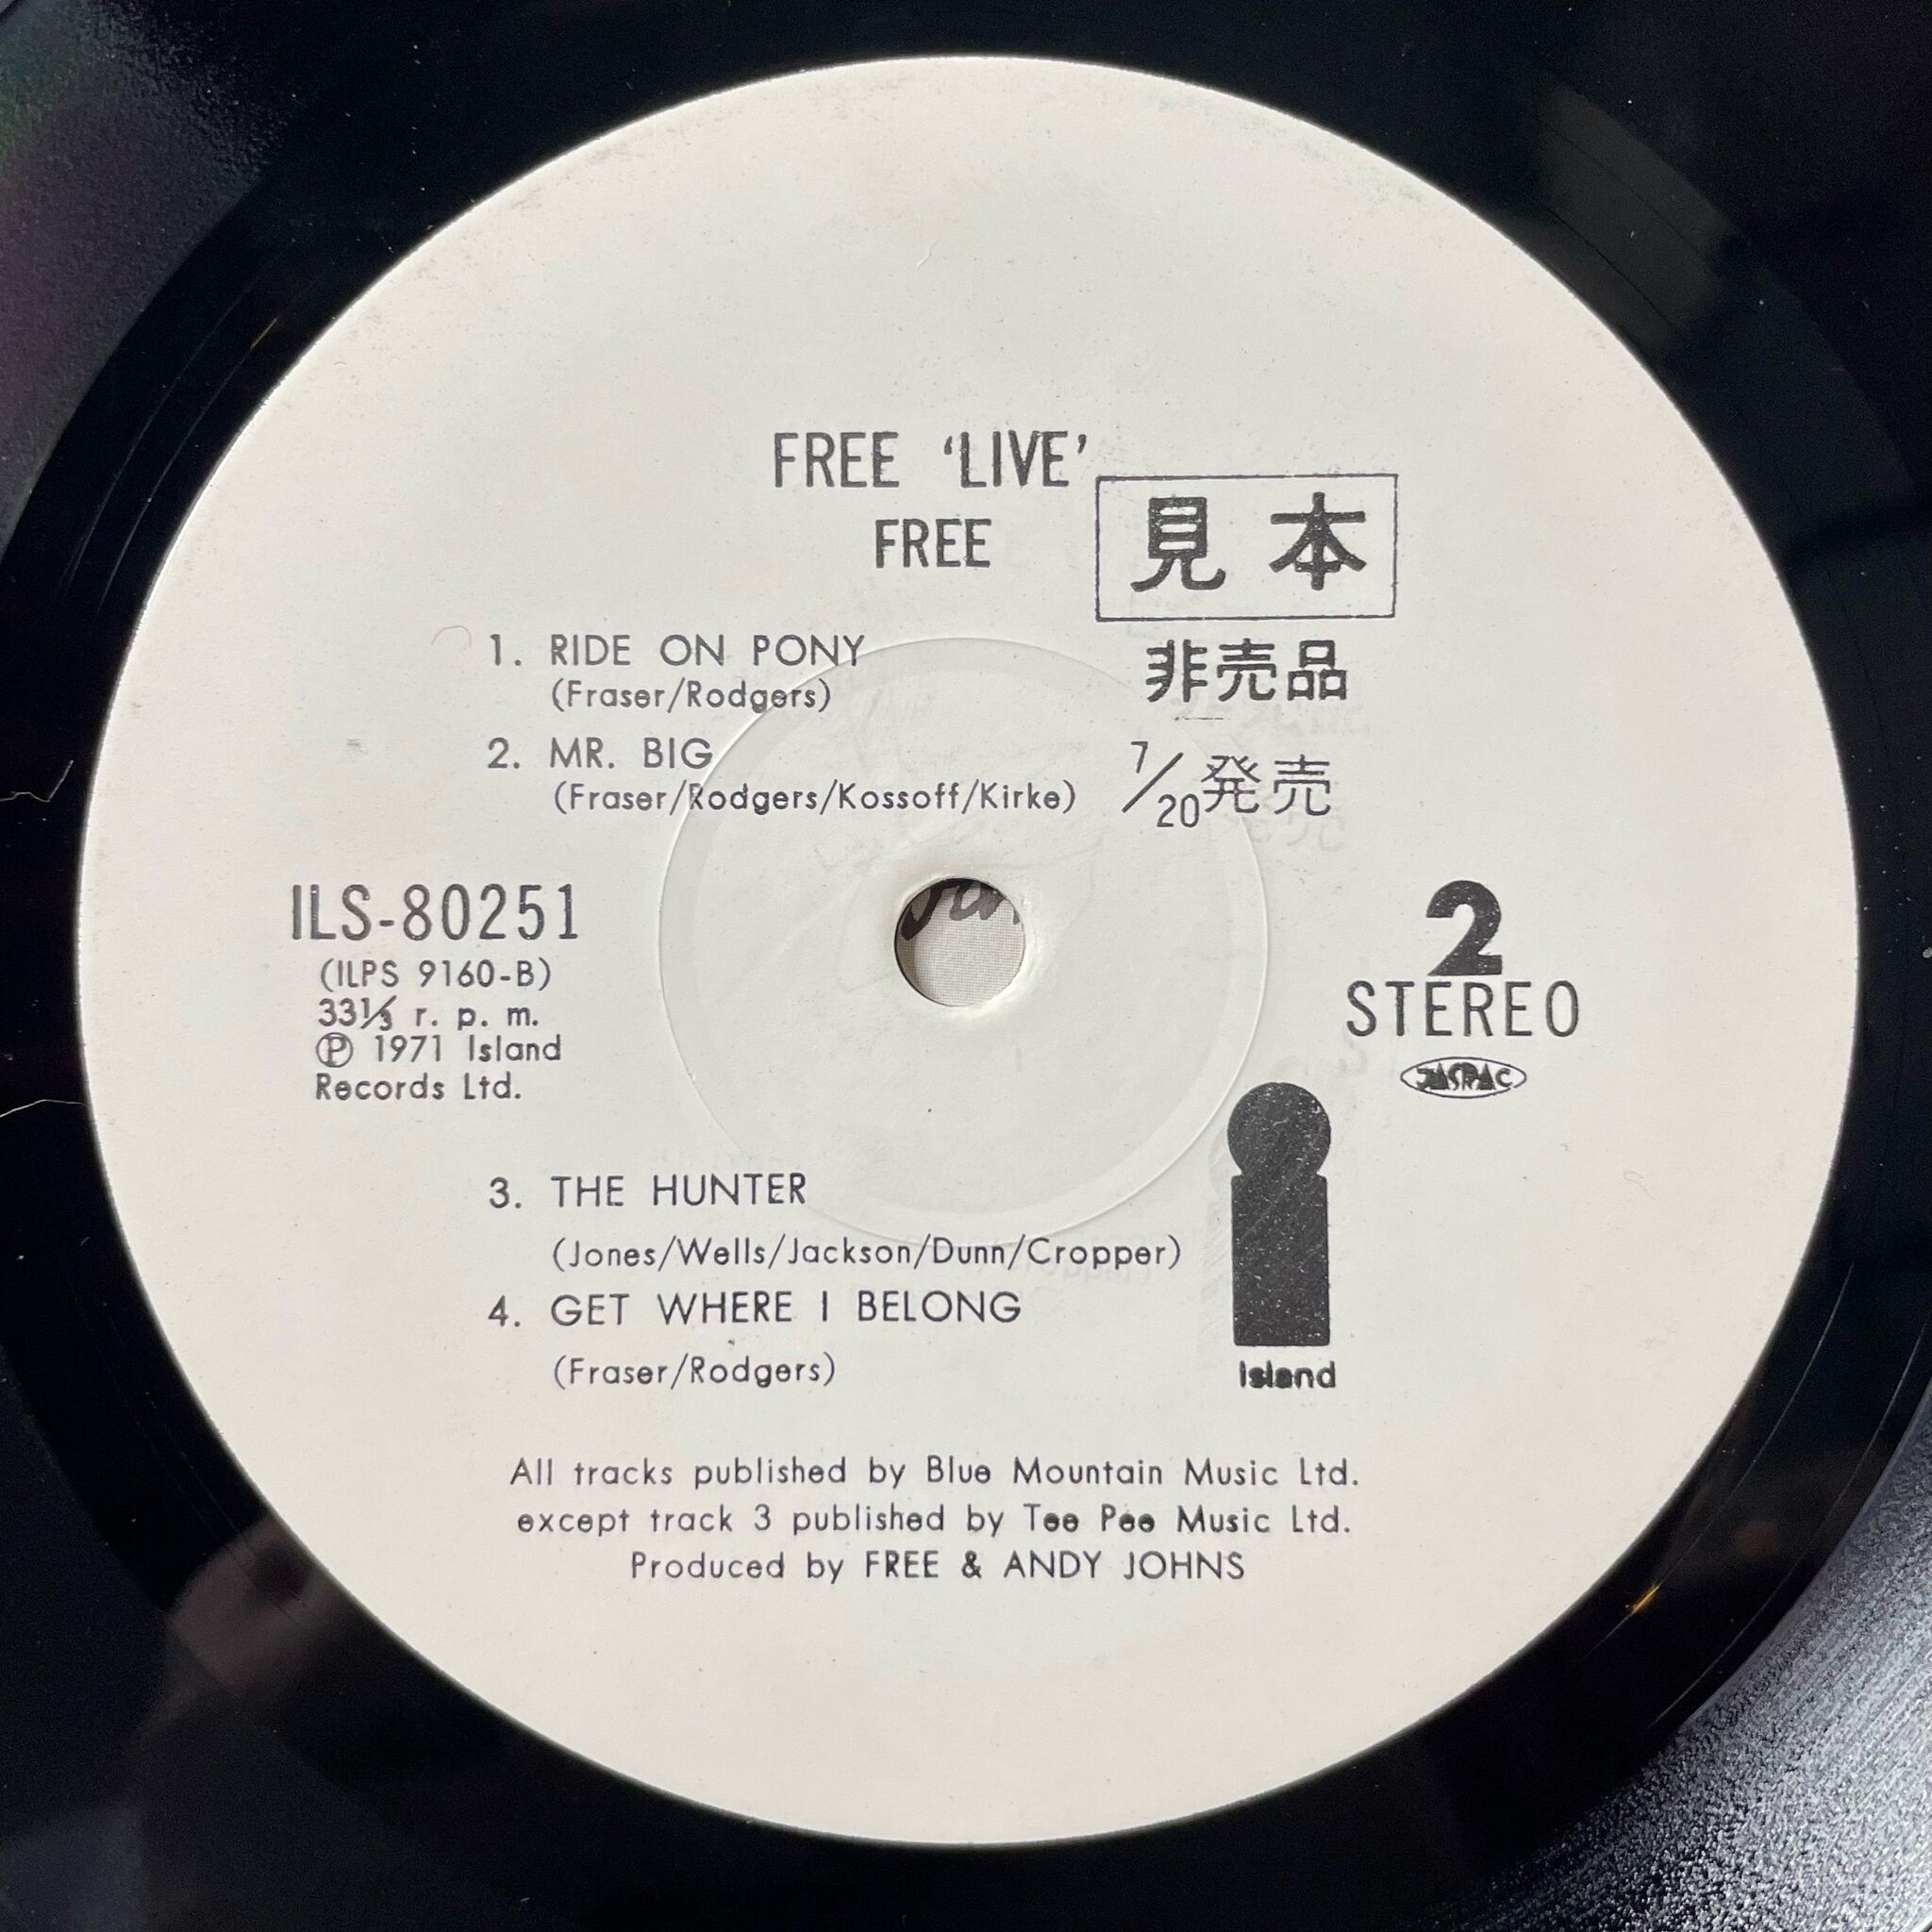 FREE ‘LIVE’
FREE
見本
非売品
7/20発売
1. RIDE ON PONY
(Fraser/Rodgers)
2. MR. BIG
(Fraser/Rodgers/Kossoff/Kirke)
ILS-80251
(ILPS 9160-B)
33⅓ r. p. m.
Ⓟ 1971 Island
Records Ltd.
2
STEREO
JASRAC
3. THE HUNTER
(Jones/Wells/Jackson/Dunn/Cropper)
4. GET WHERE I BELONG
(Fraser/Rodgers)
Island
All tracks published by Blue Mountain Music Ltd.
except track 3 published by Tee Pee Music Ltd.
Produced by FREE & ANDY JOHNS